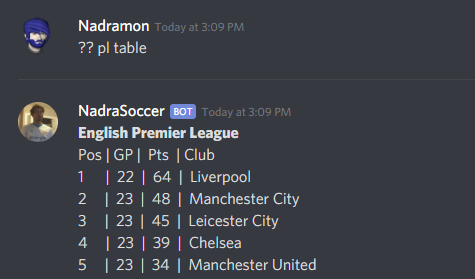 Nadramon Today at 3:09 PM
?? pl table
NadraSoccer BOT Today at 3:09 PM
English Premier League
Pos | GP | Pts | Club
1 | 22 | 64 | Liverpool
2 | 23 | 48 | Manchester City
3 | 23 | 45 | Leicester City
4 | 23 | 39 | Chelsea
5 | 23 | 34 | Manchester United